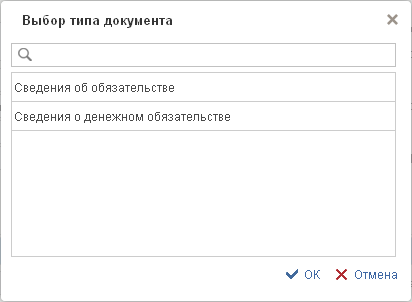 Выбор типа документа
Сведения об обязательстве
Сведения о денежном обязательстве
ОК Отмена